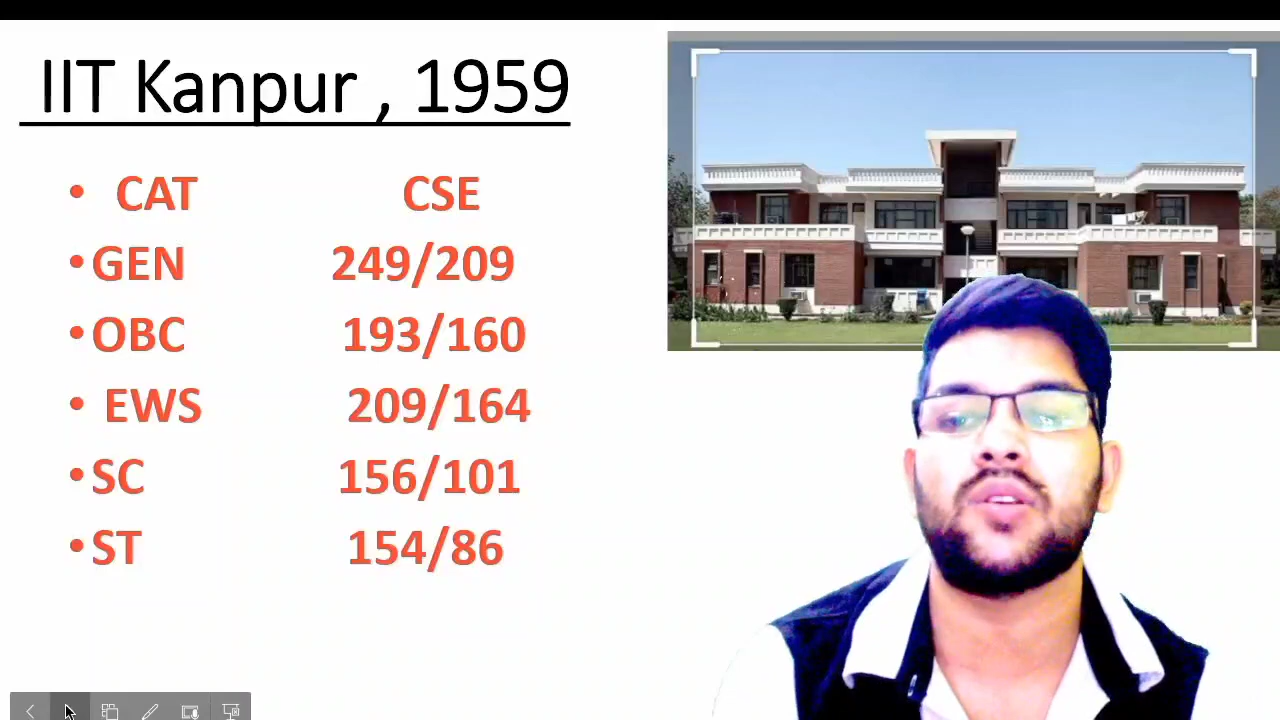 IIT Kanpur , 1959
• CAT CSE
• GEN 249/209
• OBC 193/160
• EWS 209/164
• SC 156/101
• ST 154/86